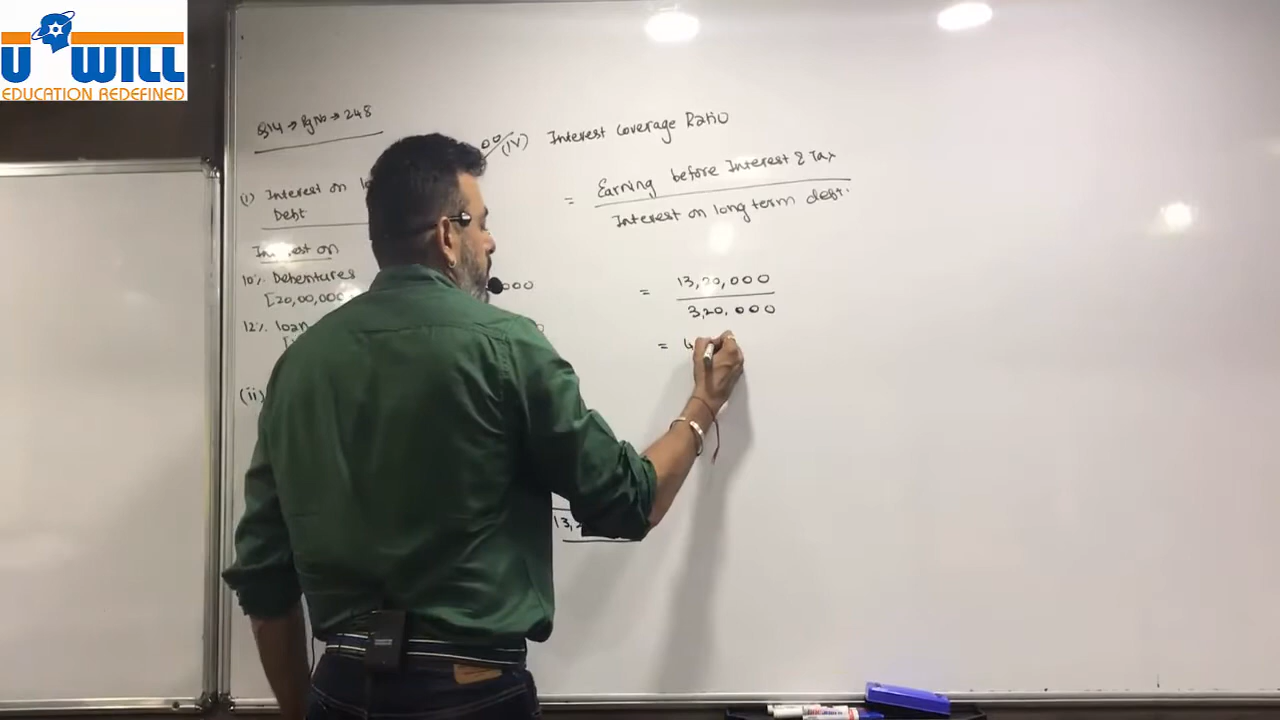 U WILL
EDUCATION REDEFINED
Q14 → Pg No → 248
(i) Interest on
Debt
Interest on
10% Debentures
[20,00,000
12% loan
(ii)
(IV) Interest Coverage Ratio
= Earning before Interest & Tax
Interest on long term debt
= 13,20,000
3,20,000
= 4
13,